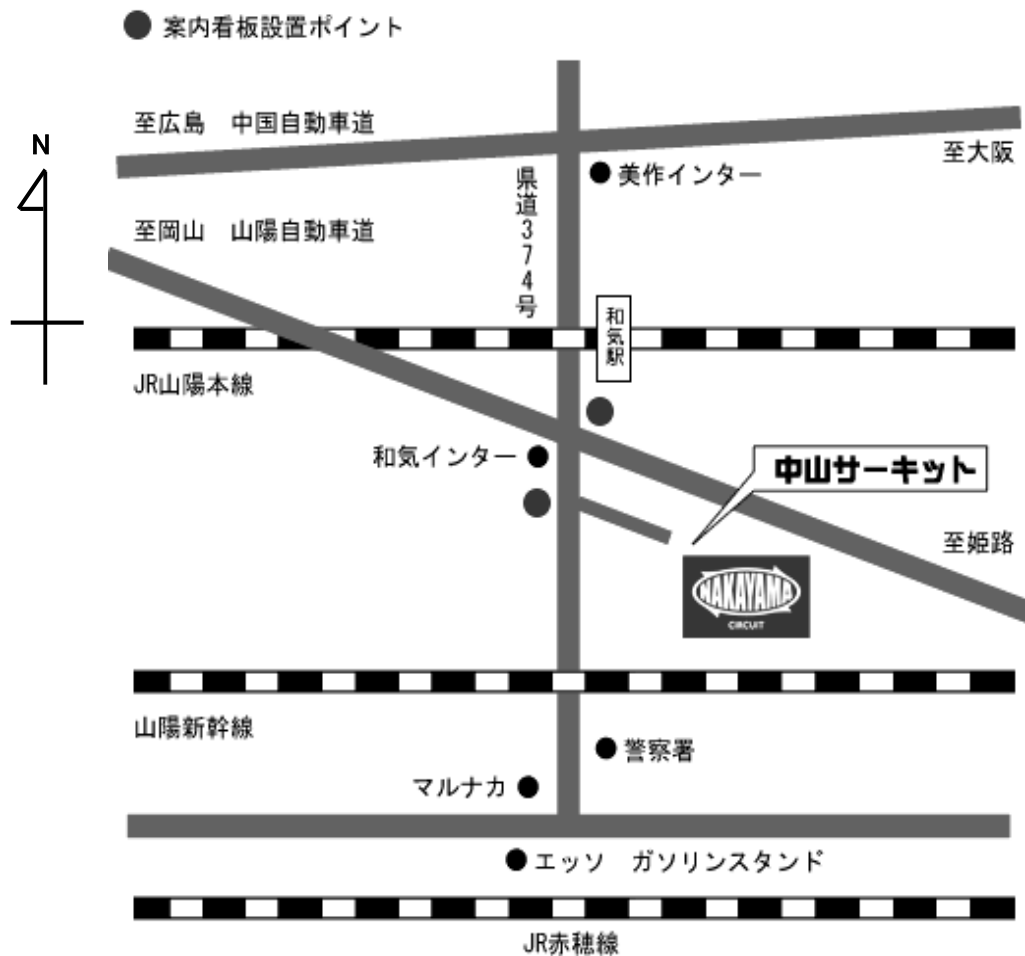 案内看板設置ポイント
至広島 中国自動車道
N
至大阪
美作インター
県道374号
至岡山 山陽自動車道
和気駅
JR山陽本線
和気インター
中山サーキット
至姫路
NAKAYAMA
CIRCUIT
山陽新幹線
警察署
マルナカ
エッソ ガソリンスタンド
JR赤穂線